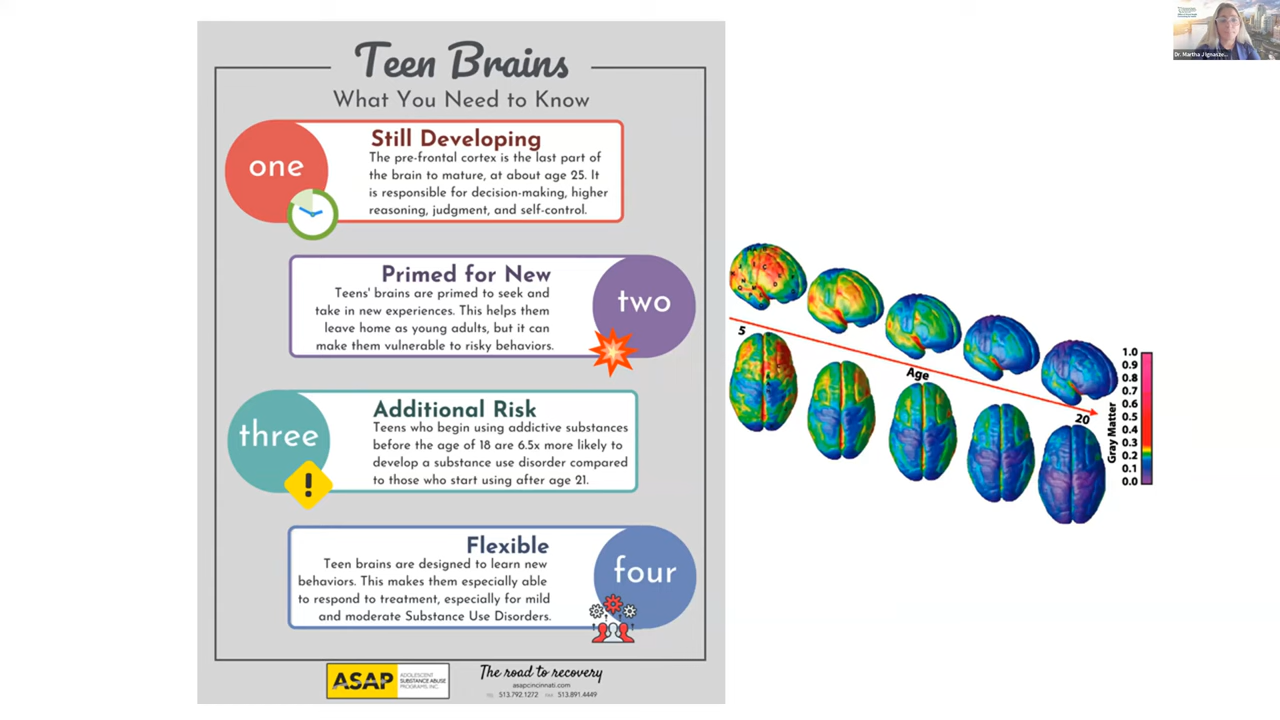 Teen Brains
What You Need to Know
one
Still Developing
The pre-frontal cortex is the last part of
the brain to mature, at about age 25. It
is responsible for decision-making, higher
reasoning, judgment, and self-control.
Primed for New
Teens' brains are primed to seek and
take in new experiences. This helps them
leave home as young adults, but it can
make them vulnerable to risky behaviors.
two
three
Additional Risk
Teens who begin using addictive substances
before the age of 18 are 6.5x more likely to
develop a substance use disorder compared
to those who start using after age 21.
!
Flexible
Teen brains are designed to learn new
behaviors. This makes them especially able
to respond to treatment, especially for mild
and moderate Substance Use Disorders.
four
ASAP
ADOLESCENT
SUBSTANCE ABUSE
PROGRAMS INC.
The road to recovery
asapcincinnati.com
513.792.1272
513.891.4449
5
Age
20
Gray Matter
1.0
0.9
0.8
0.7
0.6
0.5
0.4
0.3
0.2
0.1
0.0
Dr. Martha J Ignasze...